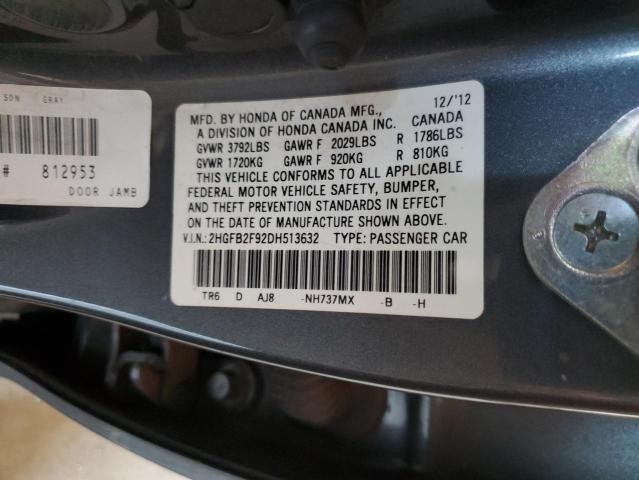 SDN GRAY
# 812953
DOOR JAMB
MFD. BY HONDA OF CANADA MFG., 12/'12
A DIVISION OF HONDA CANADA INC. CANADA
GVWR 3792LBS GAWR F 2029LBS R 1786LBS
GVWR 1720KG GAWR F 920KG R 810KG
THIS VEHICLE CONFORMS TO ALL APPLICABLE
FEDERAL MOTOR VEHICLE SAFETY, BUMPER,
AND THEFT PREVENTION STANDARDS IN EFFECT
ON THE DATE OF MANUFACTURE SHOWN ABOVE.
V.I.N.: 2HGFB2F92DH513632 TYPE: PASSENGER CAR
TR6 D AJ8 -NH737MX -B -H